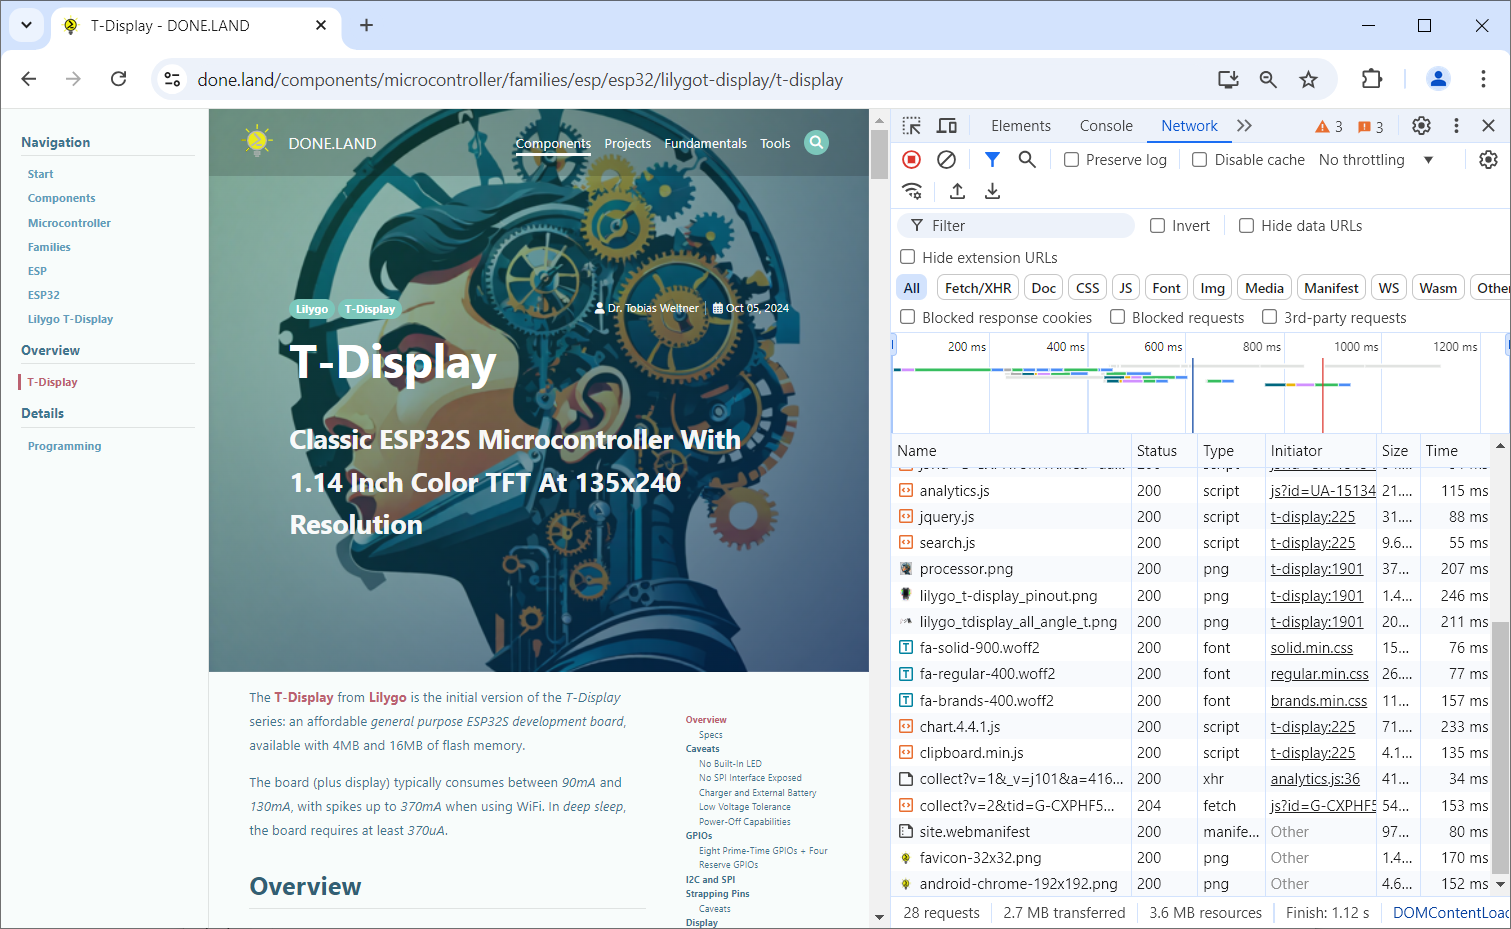 T-Display - DONE.LAND
done.land/components/microcontroller/families/esp/esp32/lilygot-display/t-display
Navigation
Start
Components
Microcontroller
Families
ESP
ESP32
Lilygo T-Display
Overview
T-Display
Details
Programming
DONE.LAND
Components Projects Fundamentals Tools
Lilygo T-Display
Dr. Tobias Weltner Oct 05, 2024
T-Display
Classic ESP32S Microcontroller With
1.14 Inch Color TFT At 135x240
Resolution
The T-Display from Lilygo is the initial version of the T-Display
series: an affordable general purpose ESP32S development board,
available with 4MB and 16MB of flash memory.
The board (plus display) typically consumes between 90mA and
130mA, with spikes up to 370mA when using WiFi. In deep sleep,
the board requires at least 370uA.
Overview
Overview
Specs
Caveats
No Built-In LED
No SPI Interface Exposed
Charger and External Battery
Low Voltage Tolerance
Power-Off Capabilities
GPIOs
Eight Prime-Time GPIOs + Four
Reserve GPIOs
I2C and SPI
Strapping Pins
Caveats
Display
Elements Console Network 3 3
Preserve log Disable cache No throttling
Filter Invert Hide data URLs
Hide extension URLs
All Fetch/XHR Doc CSS JS Font Img Media Manifest WS Wasm Other
Blocked response cookies Blocked requests 3rd-party requests
200 ms 400 ms 600 ms 800 ms 1000 ms 1200 ms
Name Status Type Initiator Size Time
analytics.js 200 script js?id=UA-15134 21.... 115 ms
jquery.js 200 script t-display:225 31.... 88 ms
search.js 200 script t-display:225 9.6... 55 ms
processor.png 200 png t-display:1901 37... 207 ms
lilygo_t-display_pinout.png 200 png t-display:1901 1.4... 246 ms
lilygo_tdisplay_all_angle_t.png 200 png t-display:1901 20... 211 ms
fa-solid-900.woff2 200 font solid.min.css 15... 76 ms
fa-regular-400.woff2 200 font regular.min.css 26.... 77 ms
fa-brands-400.woff2 200 font brands.min.css 11... 157 ms
chart.4.4.1.js 200 script t-display:225 71.... 233 ms
clipboard.min.js 200 script t-display:225 4.1... 135 ms
collect?v=1&_v=j101&a=416... 200 xhr analytics.js:36 41... 34 ms
collect?v=2&tid=G-CXPHF5... 204 fetch js?id=G-CXPHF5 54... 153 ms
site.webmanifest 200 manife... Other 97... 80 ms
favicon-32x32.png 200 png Other 1.4... 170 ms
android-chrome-192x192.png 200 png Other 4.6... 152 ms
28 requests 2.7 MB transferred 3.6 MB resources Finish: 1.12 s DOMContentLoad